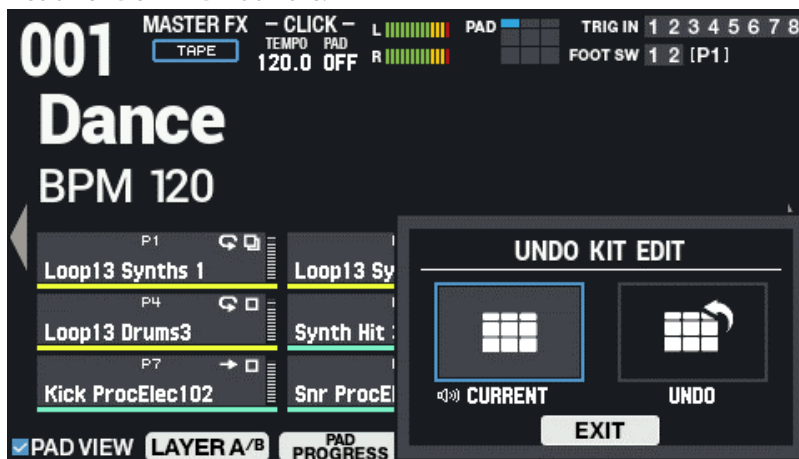 001
MASTER FX
TAPE
– CLICK –
TEMPO PAD
120.0 OFF
L
R
PAD
TRIG IN 1 2 3 4 5 6 7 8
FOOT SW 1 2 [P1]
Dance
BPM 120
P1
Loop13 Synths 1
Loop13 Sy
P4
Loop13 Drums3
Synth Hit
P7
Kick ProcElec102
Snr ProcEl
UNDO KIT EDIT
CURRENT
UNDO
EXIT
PAD VIEW
LAYER A/B
PAD PROGRESS